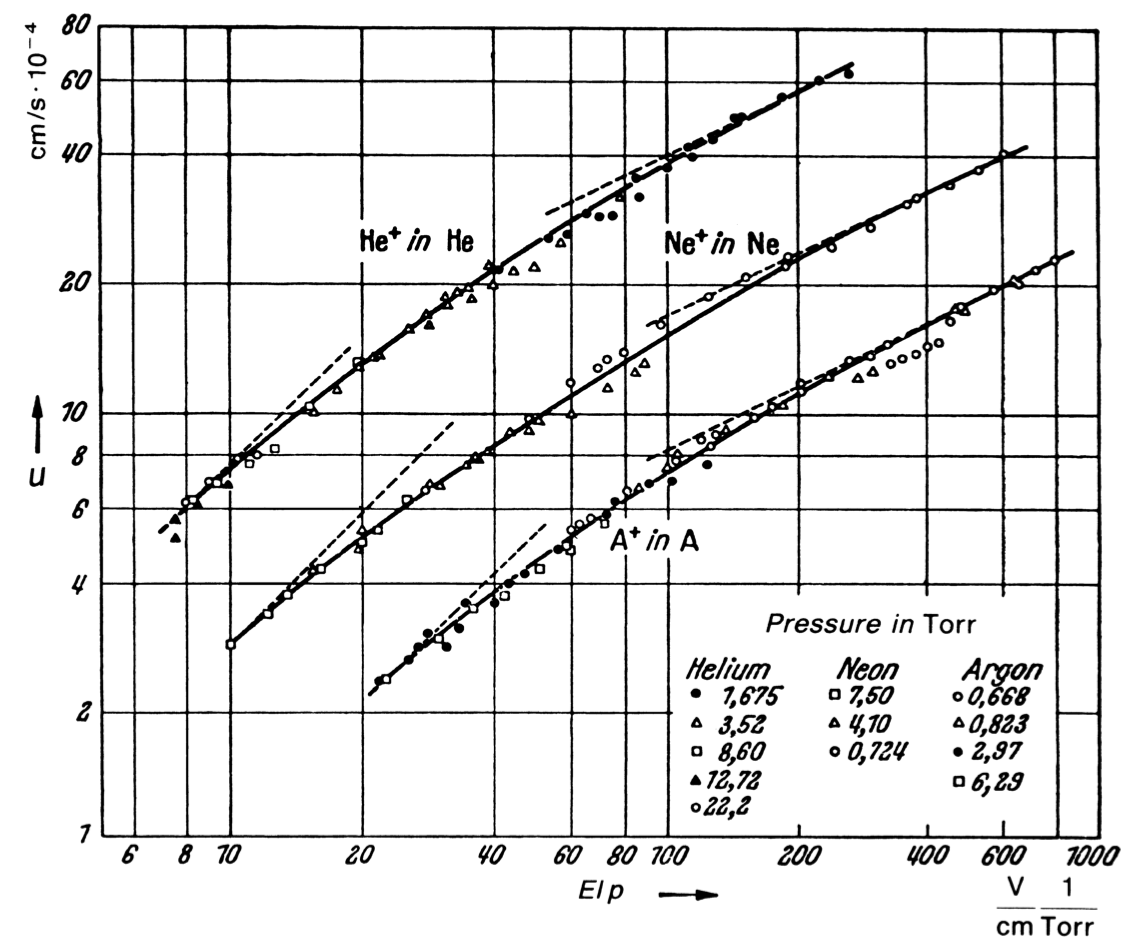 80
60
40
20
10
8
6
4
2
1
cm/s · 10⁻⁴
u
He⁺ in He
Ne⁺ in Ne
A⁺ in A
Pressure in Torr
Helium Neon Argon
● 1,675 □ 7,50 ○ 0,668
△ 3,52 △ 4,10 △ 0,823
□ 8,60 ○ 0,724 ● 2,97
▲ 12,72 □ 6,29
○ 22,2
6 8 10 20 40 60 80 100 200 400 600 1000
E/p
V 1
cm Torr